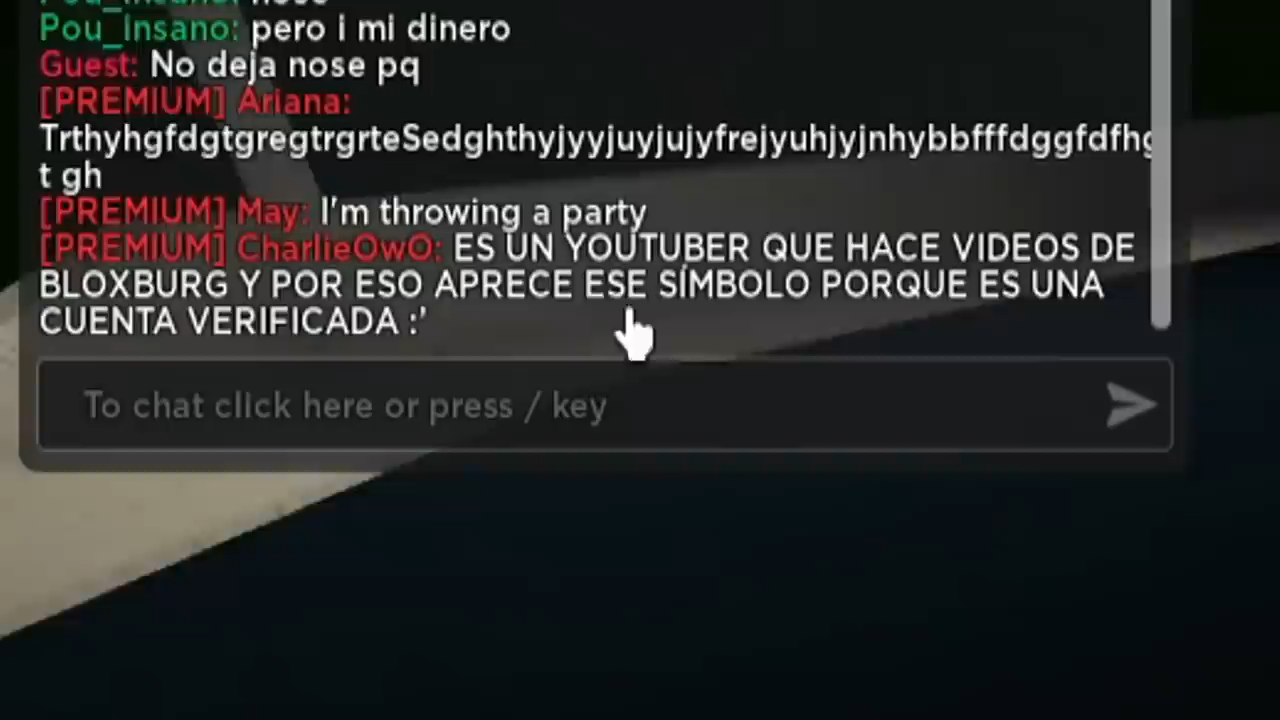 Pou_Insano: nose
Pou_Insano: pero i mi dinero
Guest: No deja nose pq
[PREMIUM] Ariana:
TrthyhgfdgtgregtrgrteSedghthyjyyjuyjujyfrejyuhjyjnhybbfffdggfdfhg
t gh
[PREMIUM] May: I'm throwing a party
[PREMIUM] CharlieOwO: ES UN YOUTUBER QUE HACE VIDEOS DE
BLOXBURG Y POR ESO APRECE ESE SÍMBOLO PORQUE ES UNA
CUENTA VERIFICADA :'
To chat click here or press / key